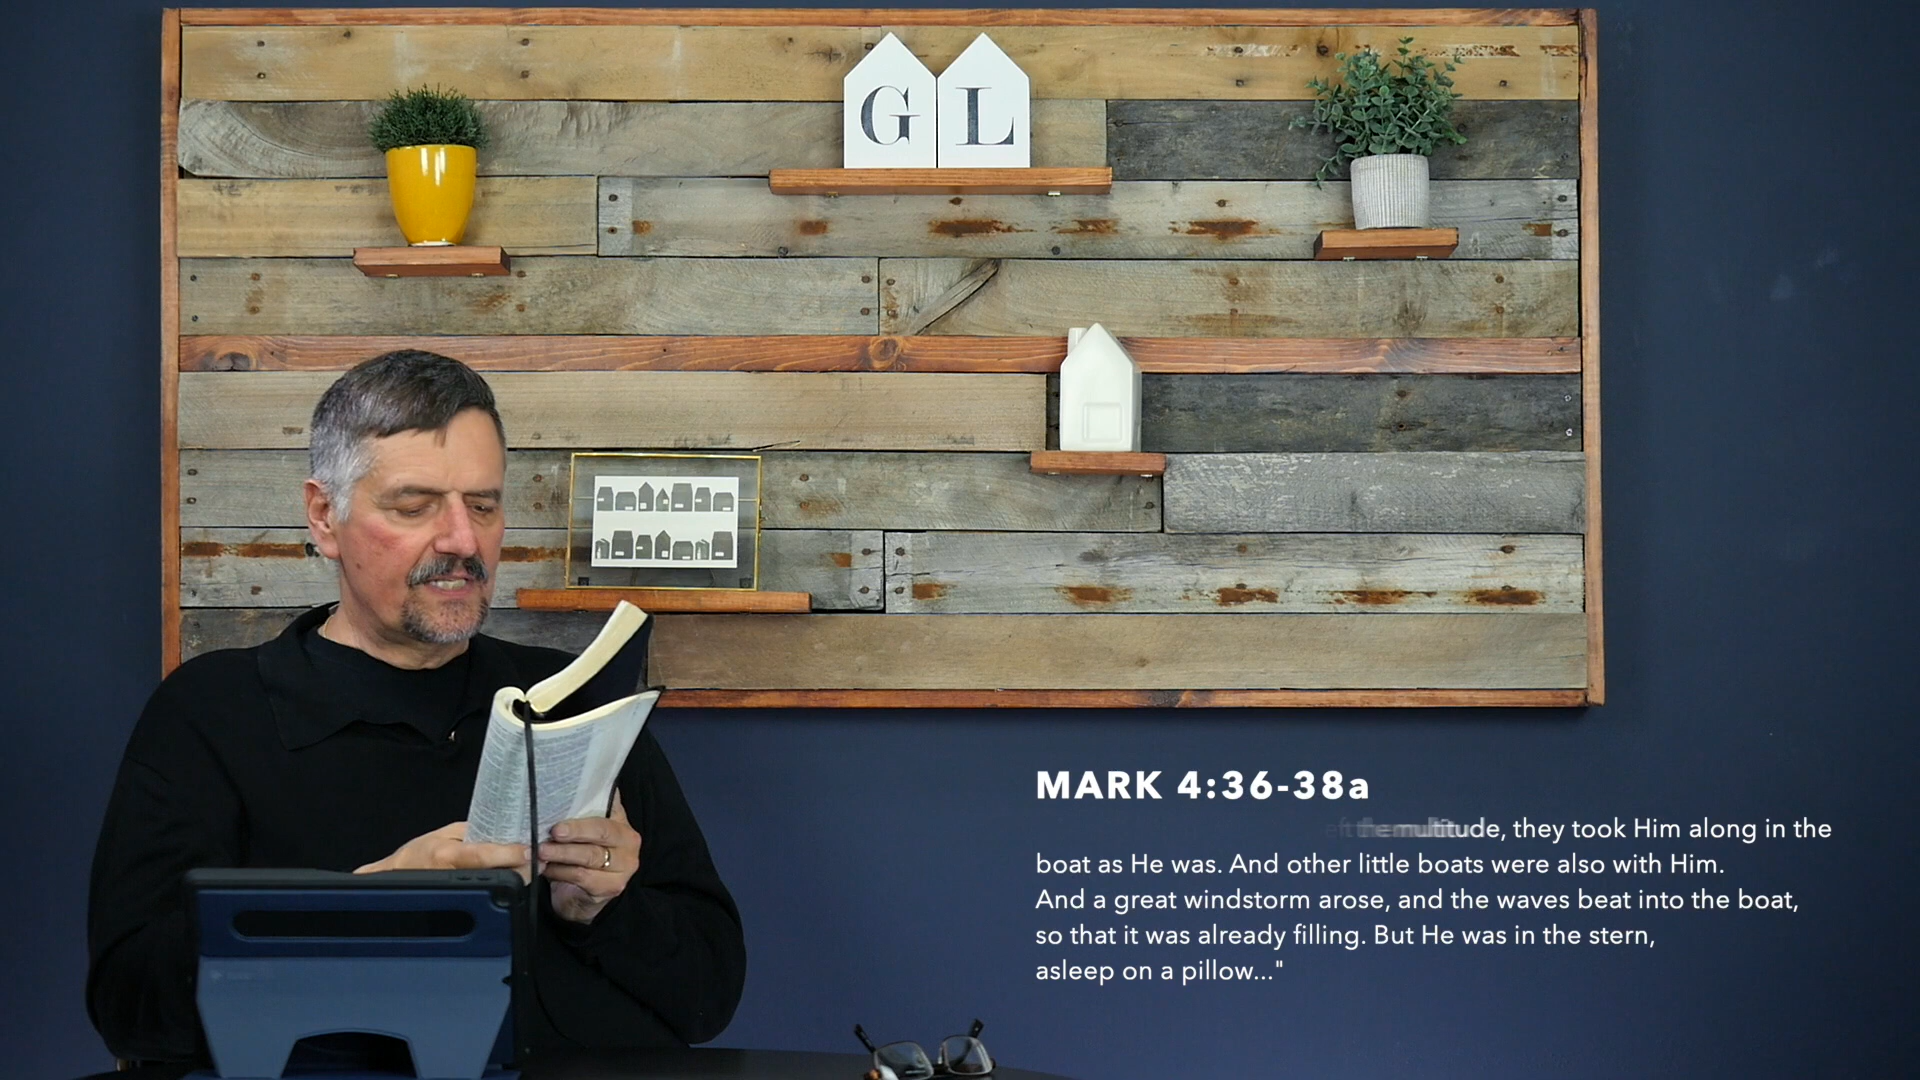 G L
MARK 4:36-38a
the multitude, they took Him along in the
boat as He was. And other little boats were also with Him.
And a great windstorm arose, and the waves beat into the boat,
so that it was already filling. But He was in the stern,
asleep on a pillow..."